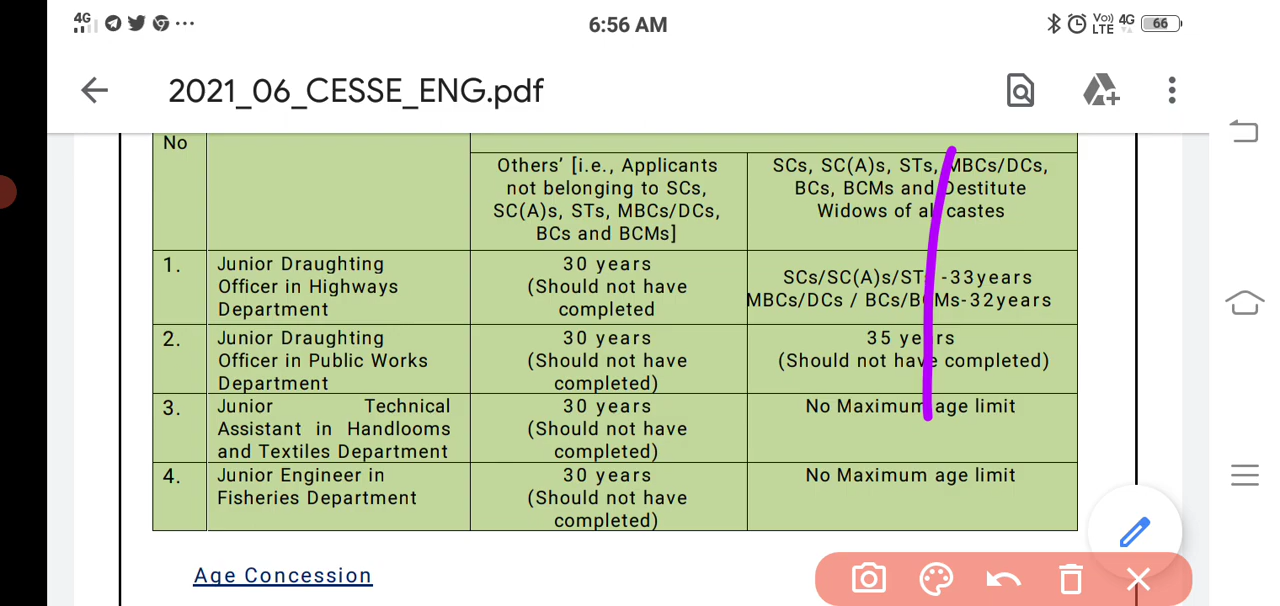 4G
6:56 AM
Vo)) 4G
LTE
66
2021_06_CESSE_ENG.pdf
No
Others' [i.e., Applicants
not belonging to SCs,
SC(A)s, STs, MBCs/DCs,
BCs and BCMs]
SCs, SC(A)s, STs, MBCs/DCs,
BCs, BCMs and Destitute
Widows of all castes
1.
Junior Draughting
Officer in Highways
Department
30 years
(Should not have
completed
SCs/SC(A)s/STs -33years
MBCs/DCs / BCs/BCMs-32years
2.
Junior Draughting
Officer in Public Works
Department
30 years
(Should not have
completed)
35 years
(Should not have completed)
3.
Junior Technical
Assistant in Handlooms
and Textiles Department
30 years
(Should not have
completed)
No Maximum age limit
4.
Junior Engineer in
Fisheries Department
30 years
(Should not have
completed)
No Maximum age limit
Age Concession